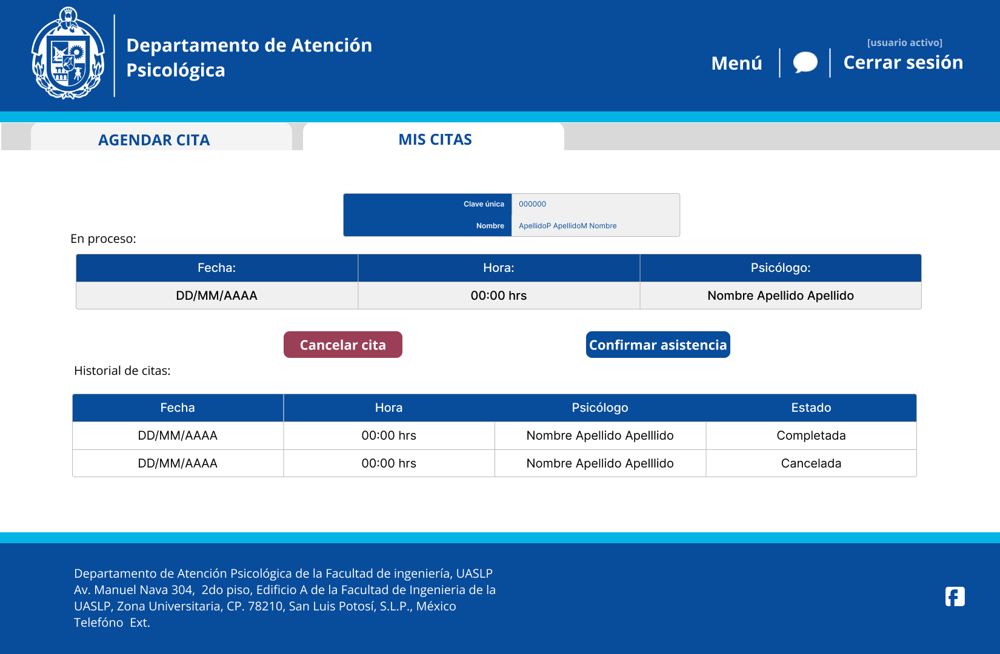 Departamento de Atención
Psicológica
[usuario activo]
Menú
Cerrar sesión
AGENDAR CITA
MIS CITAS
Clave única 000000
Nombre ApellidoP ApellidoM Nombre
En proceso:
Fecha: Hora: Psicólogo:
DD/MM/AAAA 00:00 hrs Nombre Apellido Apellido
Cancelar cita
Confirmar asistencia
Historial de citas:
Fecha Hora Psicólogo Estado
DD/MM/AAAA 00:00 hrs Nombre Apellido Apelllido Completada
DD/MM/AAAA 00:00 hrs Nombre Apellido Apelllido Cancelada
Departamento de Atención Psicológica de la Facultad de ingeniería, UASLP
Av. Manuel Nava 304,  2do piso, Edificio A de la Facultad de Ingenieria de la
UASLP, Zona Universitaria, CP. 78210, San Luis Potosí, S.L.P., México
Telefóno  Ext.